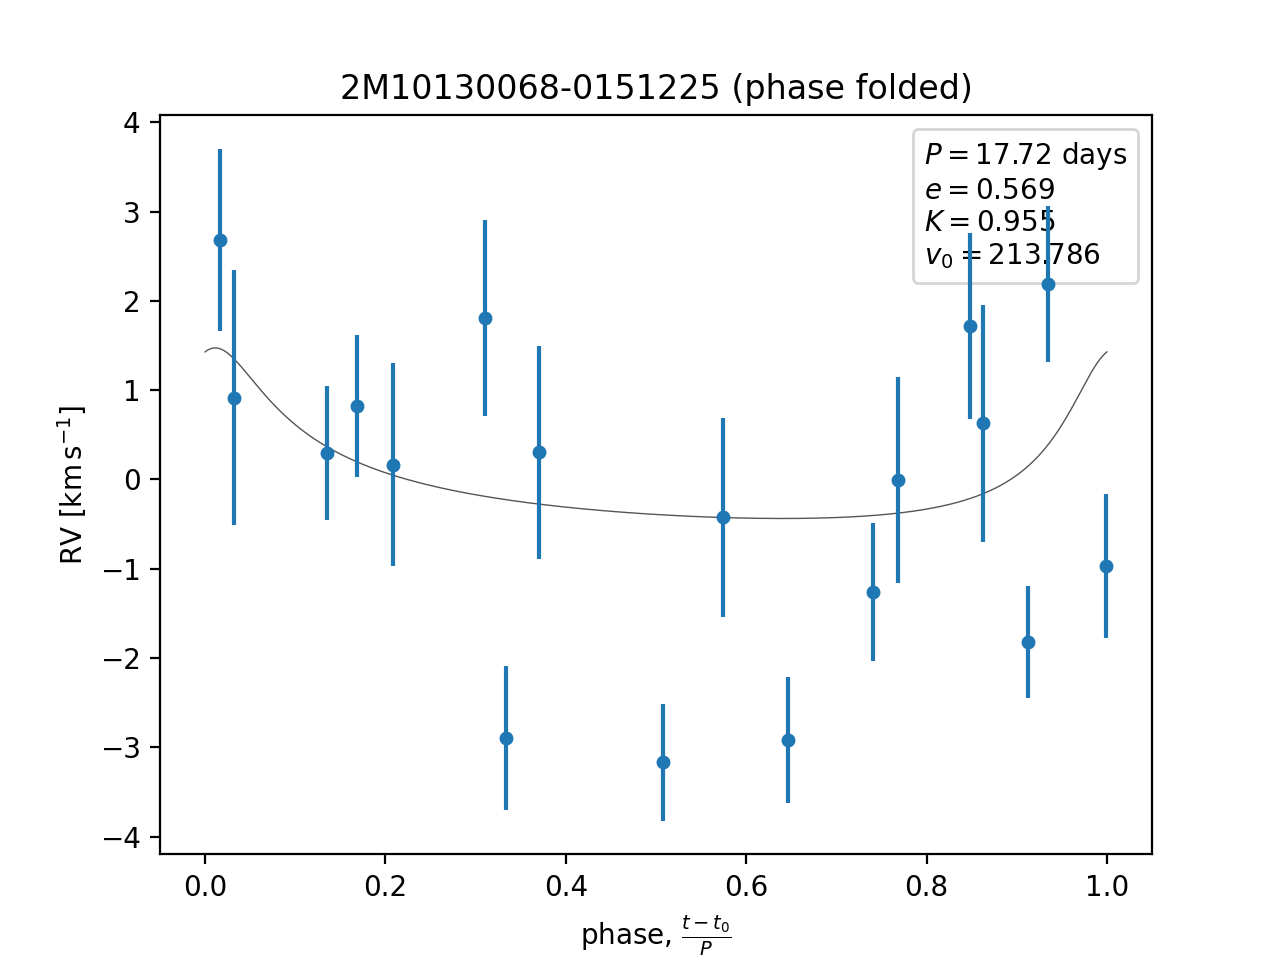 2M10130068-0151225 (phase folded)
P = 17.72 days
e = 0.569
K = 0.955
v₀ = 213.786
4
3
2
1
0
−1
−2
−3
−4
RV [km s⁻¹]
0.0 0.2 0.4 0.6 0.8 1.0
phase, (t − t₀)/P